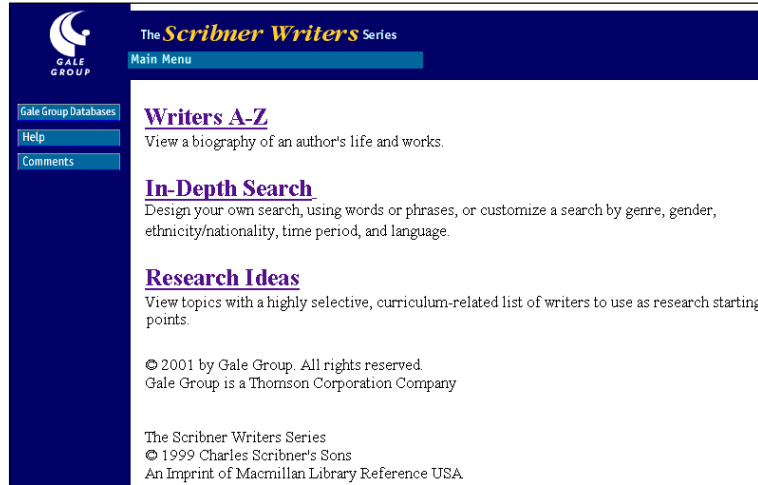 GALE
GROUP
The Scribner Writers Series
Main Menu
Gale Group Databases
Help
Comments
Writers A-Z
View a biography of an author's life and works.
In-Depth Search
Design your own search, using words or phrases, or customize a search by genre, gender,
ethnicity/nationality, time period, and language.
Research Ideas
View topics with a highly selective, curriculum-related list of writers to use as research starting
points.
© 2001 by Gale Group. All rights reserved.
Gale Group is a Thomson Corporation Company
The Scribner Writers Series
© 1999 Charles Scribner's Sons
An Imprint of Macmillan Library Reference USA